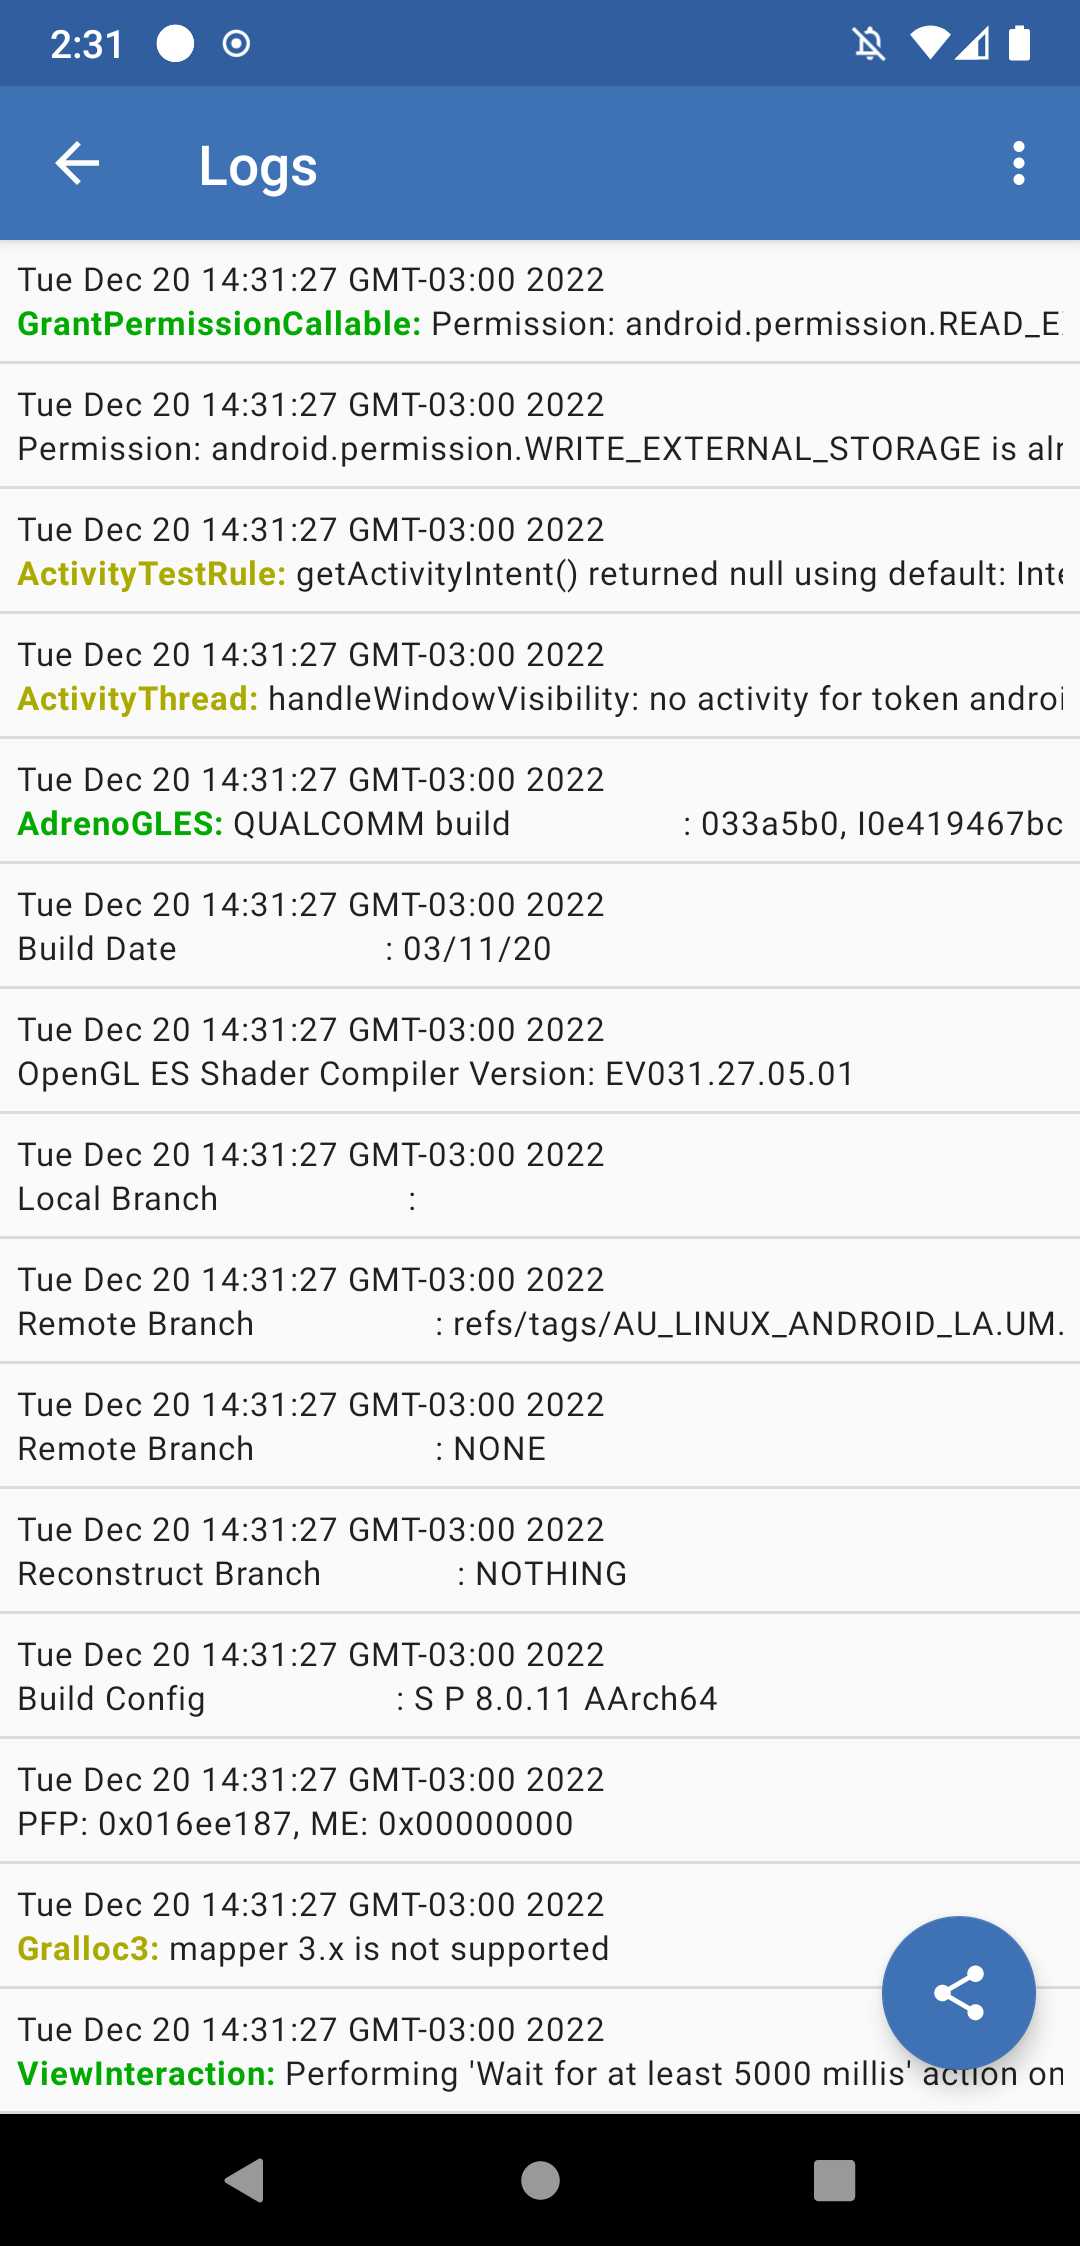 2:31
Logs
Tue Dec 20 14:31:27 GMT-03:00 2022
GrantPermissionCallable: Permission: android.permission.READ_E
Tue Dec 20 14:31:27 GMT-03:00 2022
Permission: android.permission.WRITE_EXTERNAL_STORAGE is alr
Tue Dec 20 14:31:27 GMT-03:00 2022
ActivityTestRule: getActivityIntent() returned null using default: Inte
Tue Dec 20 14:31:27 GMT-03:00 2022
ActivityThread: handleWindowVisibility: no activity for token androi
Tue Dec 20 14:31:27 GMT-03:00 2022
AdrenoGLES: QUALCOMM build : 033a5b0, I0e419467bc
Tue Dec 20 14:31:27 GMT-03:00 2022
Build Date : 03/11/20
Tue Dec 20 14:31:27 GMT-03:00 2022
OpenGL ES Shader Compiler Version: EV031.27.05.01
Tue Dec 20 14:31:27 GMT-03:00 2022
Local Branch :
Tue Dec 20 14:31:27 GMT-03:00 2022
Remote Branch : refs/tags/AU_LINUX_ANDROID_LA.UM.
Tue Dec 20 14:31:27 GMT-03:00 2022
Remote Branch : NONE
Tue Dec 20 14:31:27 GMT-03:00 2022
Reconstruct Branch : NOTHING
Tue Dec 20 14:31:27 GMT-03:00 2022
Build Config : S P 8.0.11 AArch64
Tue Dec 20 14:31:27 GMT-03:00 2022
PFP: 0x016ee187, ME: 0x00000000
Tue Dec 20 14:31:27 GMT-03:00 2022
Gralloc3: mapper 3.x is not supported
Tue Dec 20 14:31:27 GMT-03:00 2022
ViewInteraction: Performing 'Wait for at least 5000 millis' action on